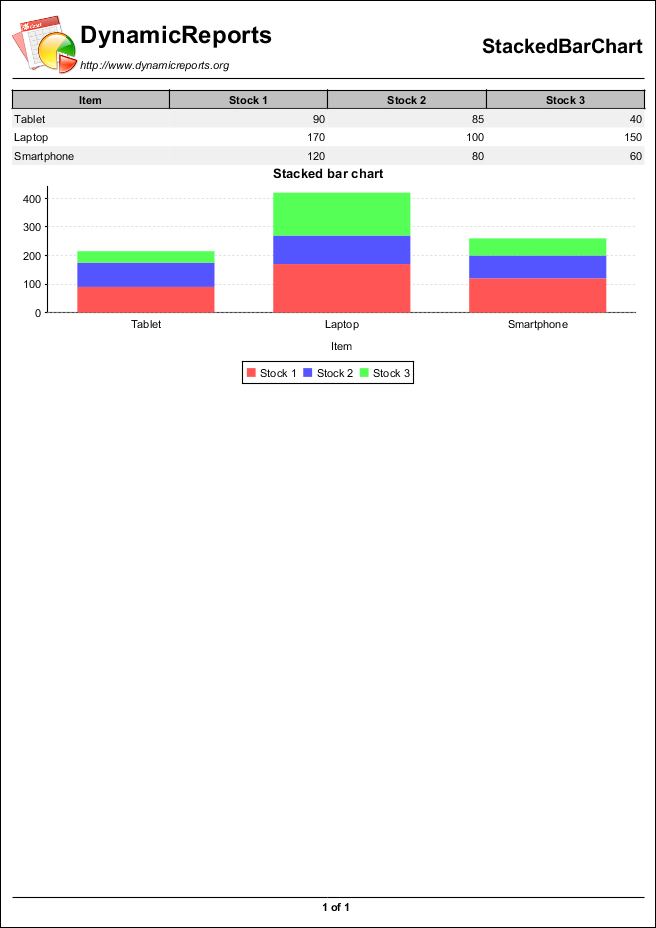 DynamicReports
http://www.dynamicreports.org
StackedBarChart
Item Stock 1 Stock 2 Stock 3
Tablet 90 85 40
Laptop 170 100 150
Smartphone 120 80 60
Stacked bar chart
400
300
200
100
0
Tablet Laptop Smartphone
Item
Stock 1 Stock 2 Stock 3
1 of 1